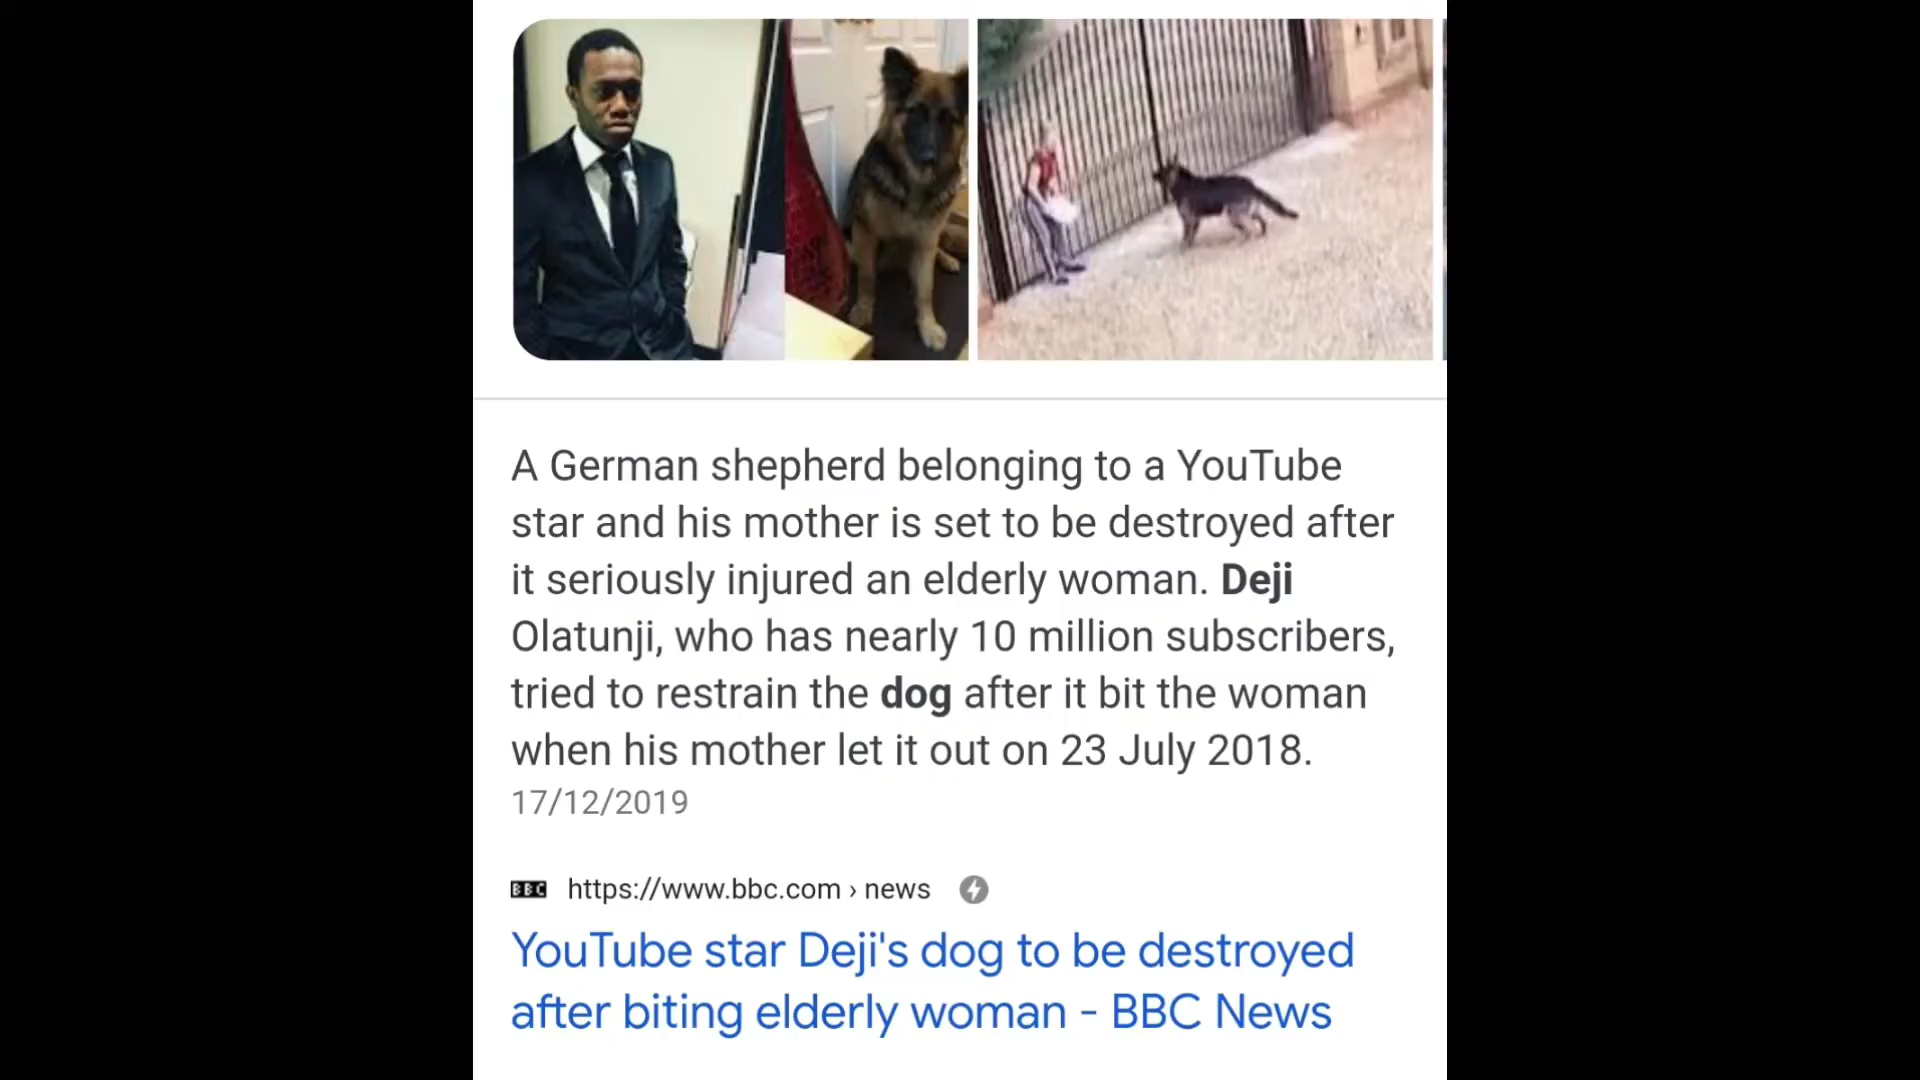 A German shepherd belonging to a YouTube
star and his mother is set to be destroyed after
it seriously injured an elderly woman. Deji
Olatunji, who has nearly 10 million subscribers,
tried to restrain the dog after it bit the woman
when his mother let it out on 23 July 2018.
17/12/2019
BBC https://www.bbc.com › news
YouTube star Deji's dog to be destroyed
after biting elderly woman - BBC News